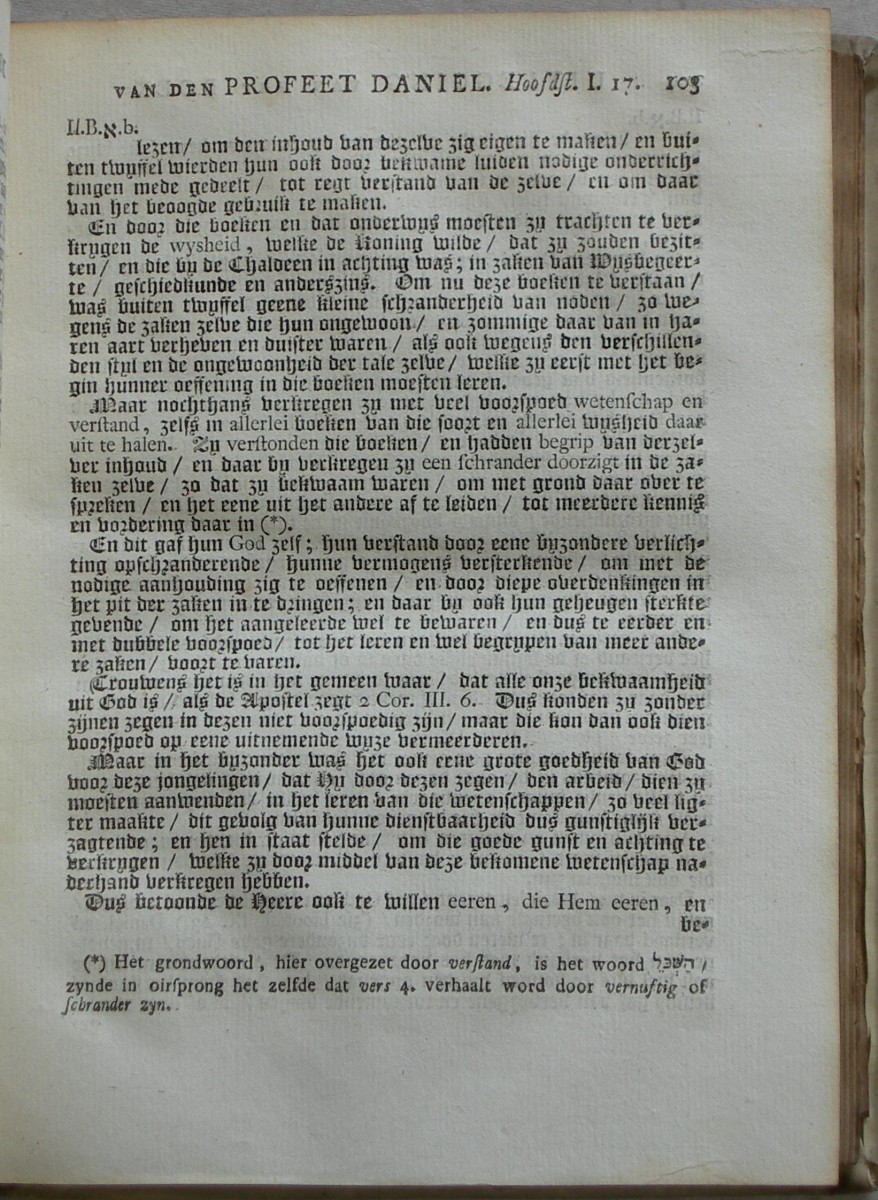 VAN DEN PROFEET DANIEL. Hoofdſt. I. 17. 103
II.B.א.b.
lezen/ om den inhoud van dezelve zig eigen te maken/ en bui-
ten twyffel wierden hun ook door bekwame luiden nodige onderrich-
tingen mede gedeelt/ tot regt verſtand van de zelve/ en om daar
van het beoogde gebruik te maken.
En door die boeken en dat onderwys moeſten zy trachten te ver-
krygen de wysheid, welke de Koning wilde/ dat zy zouden bezit-
ten/ en die by de Chaldeen in achting was; in zaken van Wysbegeer-
te/ geſchiedkunde en anderszins. Om nu deze boeken te verſtaan/
was buiten twyffel geene kleine ſchranderheid van noden/ zo we-
gens de zaken zelve die hun ongewoon/ en zommige daar van in ha-
ren aart verheven en duiſter waren/ als ook wegens den verſchillen-
den ſtyl en de ongewoonheid der tale zelve/ welke zy eerſt met het be-
gin hunner oeffening in die boeken moeſten leren.
Maar nochthans verkregen zy met veel voorſpoed wetenſchap en
verſtand, zelfs in allerlei boeken van die ſoort en allerlei wysheid daar
uit te halen. Zy verſtonden die boeken/ en hadden begrip van derzel-
ver inhoud/ en daar by verkregen zy een ſchrander doorzigt in de za-
ken zelve/ zo dat zy bekwaam waren/ om met grond daar over te
ſpreken/ en het eene uit het andere af te leiden/ tot meerdere kennis
en vordering daar in (*).
En dit gaf hun God zelf; hun verſtand door eene byzondere verlich-
ting opſchranderende/ hunne vermogens verſterkende/ om met de
nodige aanhouding zig te oeffenen/ en door diepe overdenkingen in
het pit der zaken in te dringen; en daar by ook hun geheugen ſterkte
gevende/ om het aangeleerde wel te bewaren/ en dus te eerder en
met dubbele voorſpoed/ tot het leren en wel begrypen van meer ande-
re zaken/ voort te varen.
Trouwens het is in het gemeen waar/ dat alle onze bekwaamheid
uit God is/ als de Apoſtel zegt 2 Cor. III. 6. Dus konden zy zonder
zijnen zegen in dezen niet voorſpoedig zijn/ maar die kon dan ook dien
voorſpoed op eene uitnemende wyze vermeerderen.
Maar in het byzonder was het ook eene grote goedheid van God
voor deze jongelingen/ dat Hy door dezen zegen/ den arbeid/ dien zy
moeſten aanwenden/ in het leren van die wetenſchappen/ zo veel lig-
ter maakte/ dit gevolg van hunne dienſtbaarheid dus gunſtiglijk ver-
zagtende; en hen in ſtaat ſtelde/ om die goede gunſt en achting te
verkrygen/ welke zy door middel van deze bekomene wetenſchap na-
derhand verkregen hebben.
Dus betoonde de Heere ook te willen eeren, die Hem eeren, en
be-
(*) Het grondwoord, hier overgezet door verſtand, is het woord הַשְׂכֵּל/
zynde in oirſprong het zelfde dat vers 4. verhaalt word door vernuftig of
ſchrander zyn.